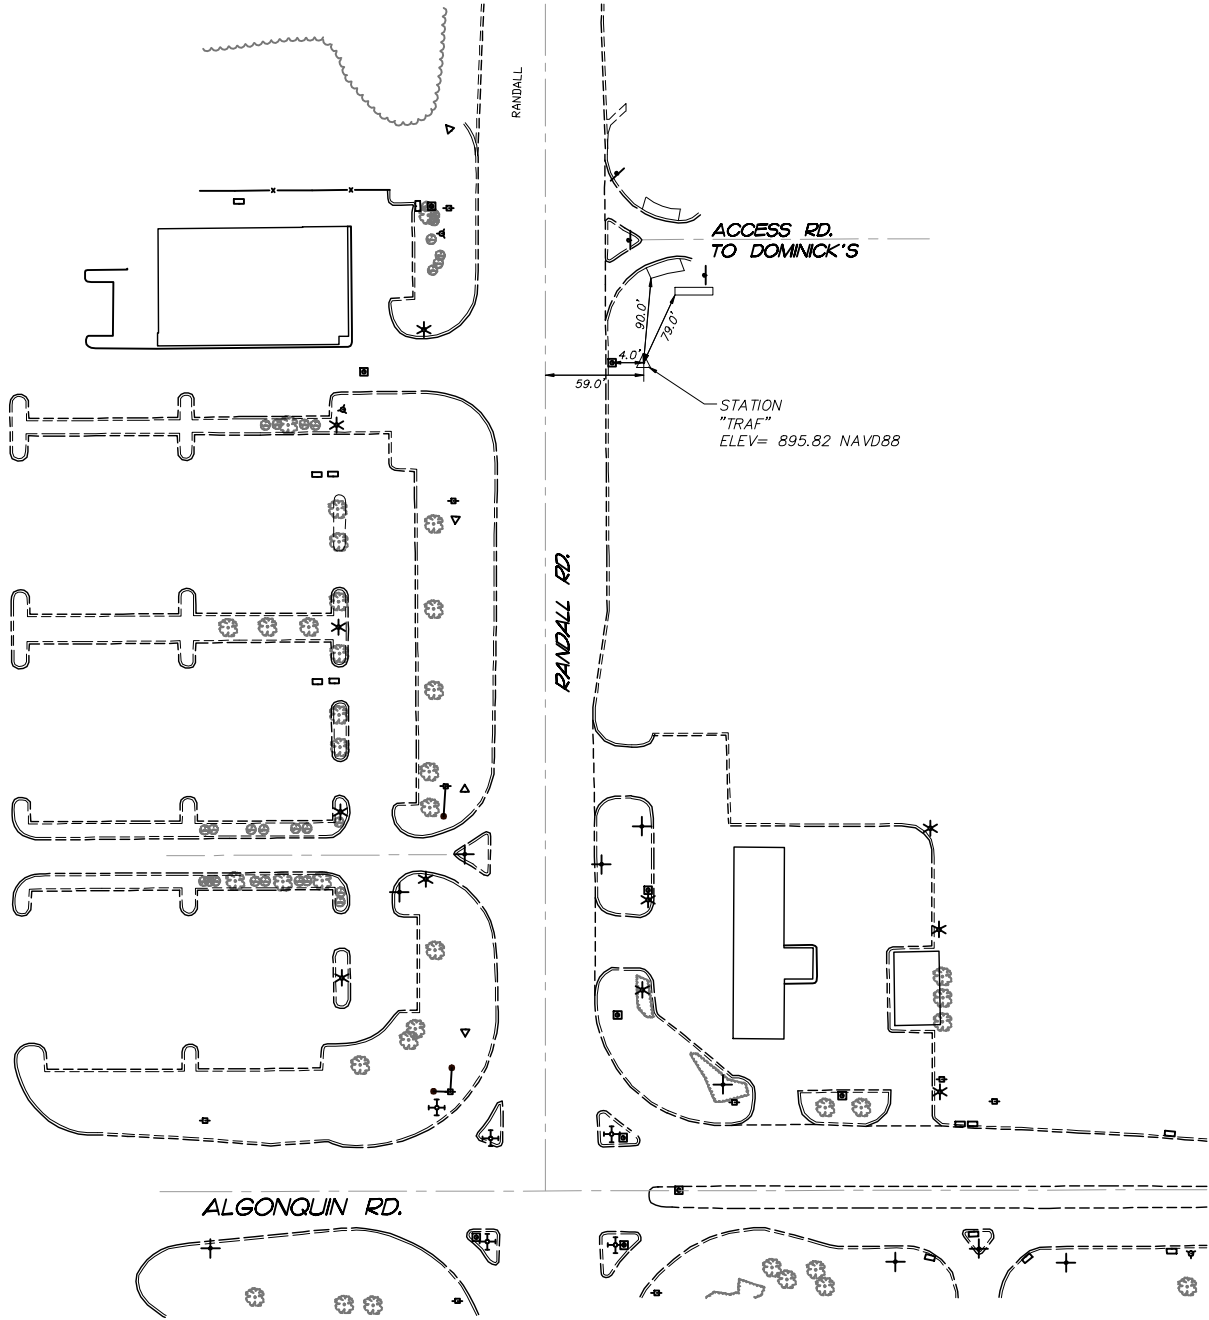 RANDALL
ACCESS RD.
TO DOMINICK'S
90.0'
79.0'
4.0'
59.0'
STATION
"TRAF"
ELEV= 895.82 NAVD88
RANDALL RD.
ALGONQUIN RD.